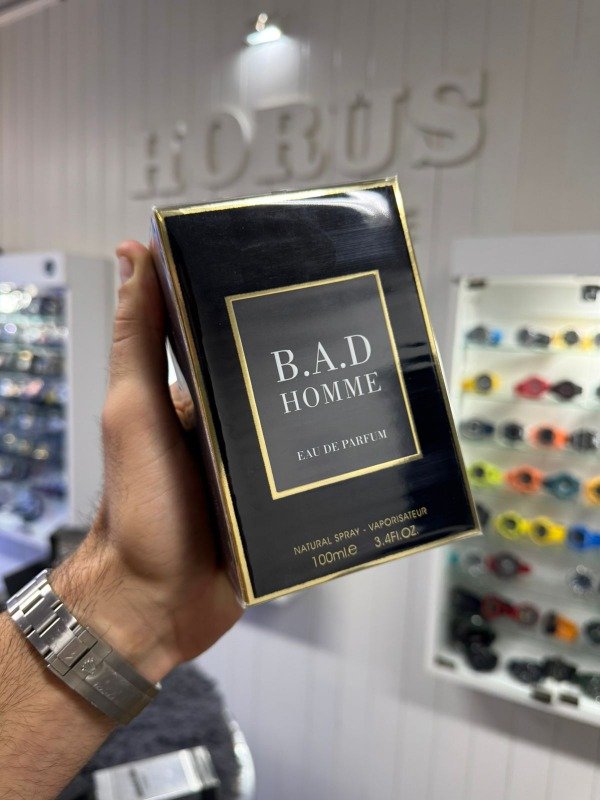 HORUS
B.A.D
HOMME
EAU DE PARFUM
NATURAL SPRAY - VAPORISATEUR
100ml.e 3.4Fl.OZ.